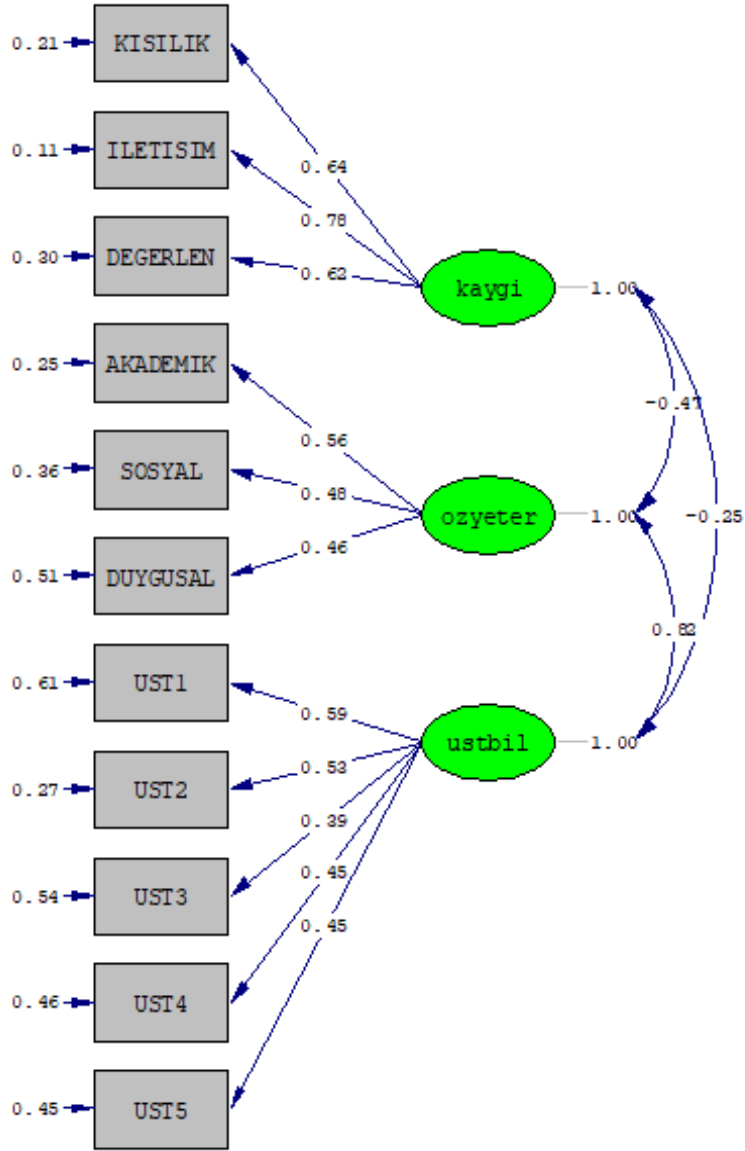 0.21 KISILIK
0.11 ILETISIM
0.64
0.78
0.30 DEGERLEN
0.62
kaygi 1.00
0.25 AKADEMIK
-0.47
0.56
0.36 SOSYAL
0.48
ozyeter 1.00
-0.25
0.46
0.51 DUYGUSAL
0.82
0.61 UST1
0.59
ustbil 1.00
0.53
0.27 UST2
0.39
0.45
0.54 UST3
0.45
0.46 UST4
0.45 UST5